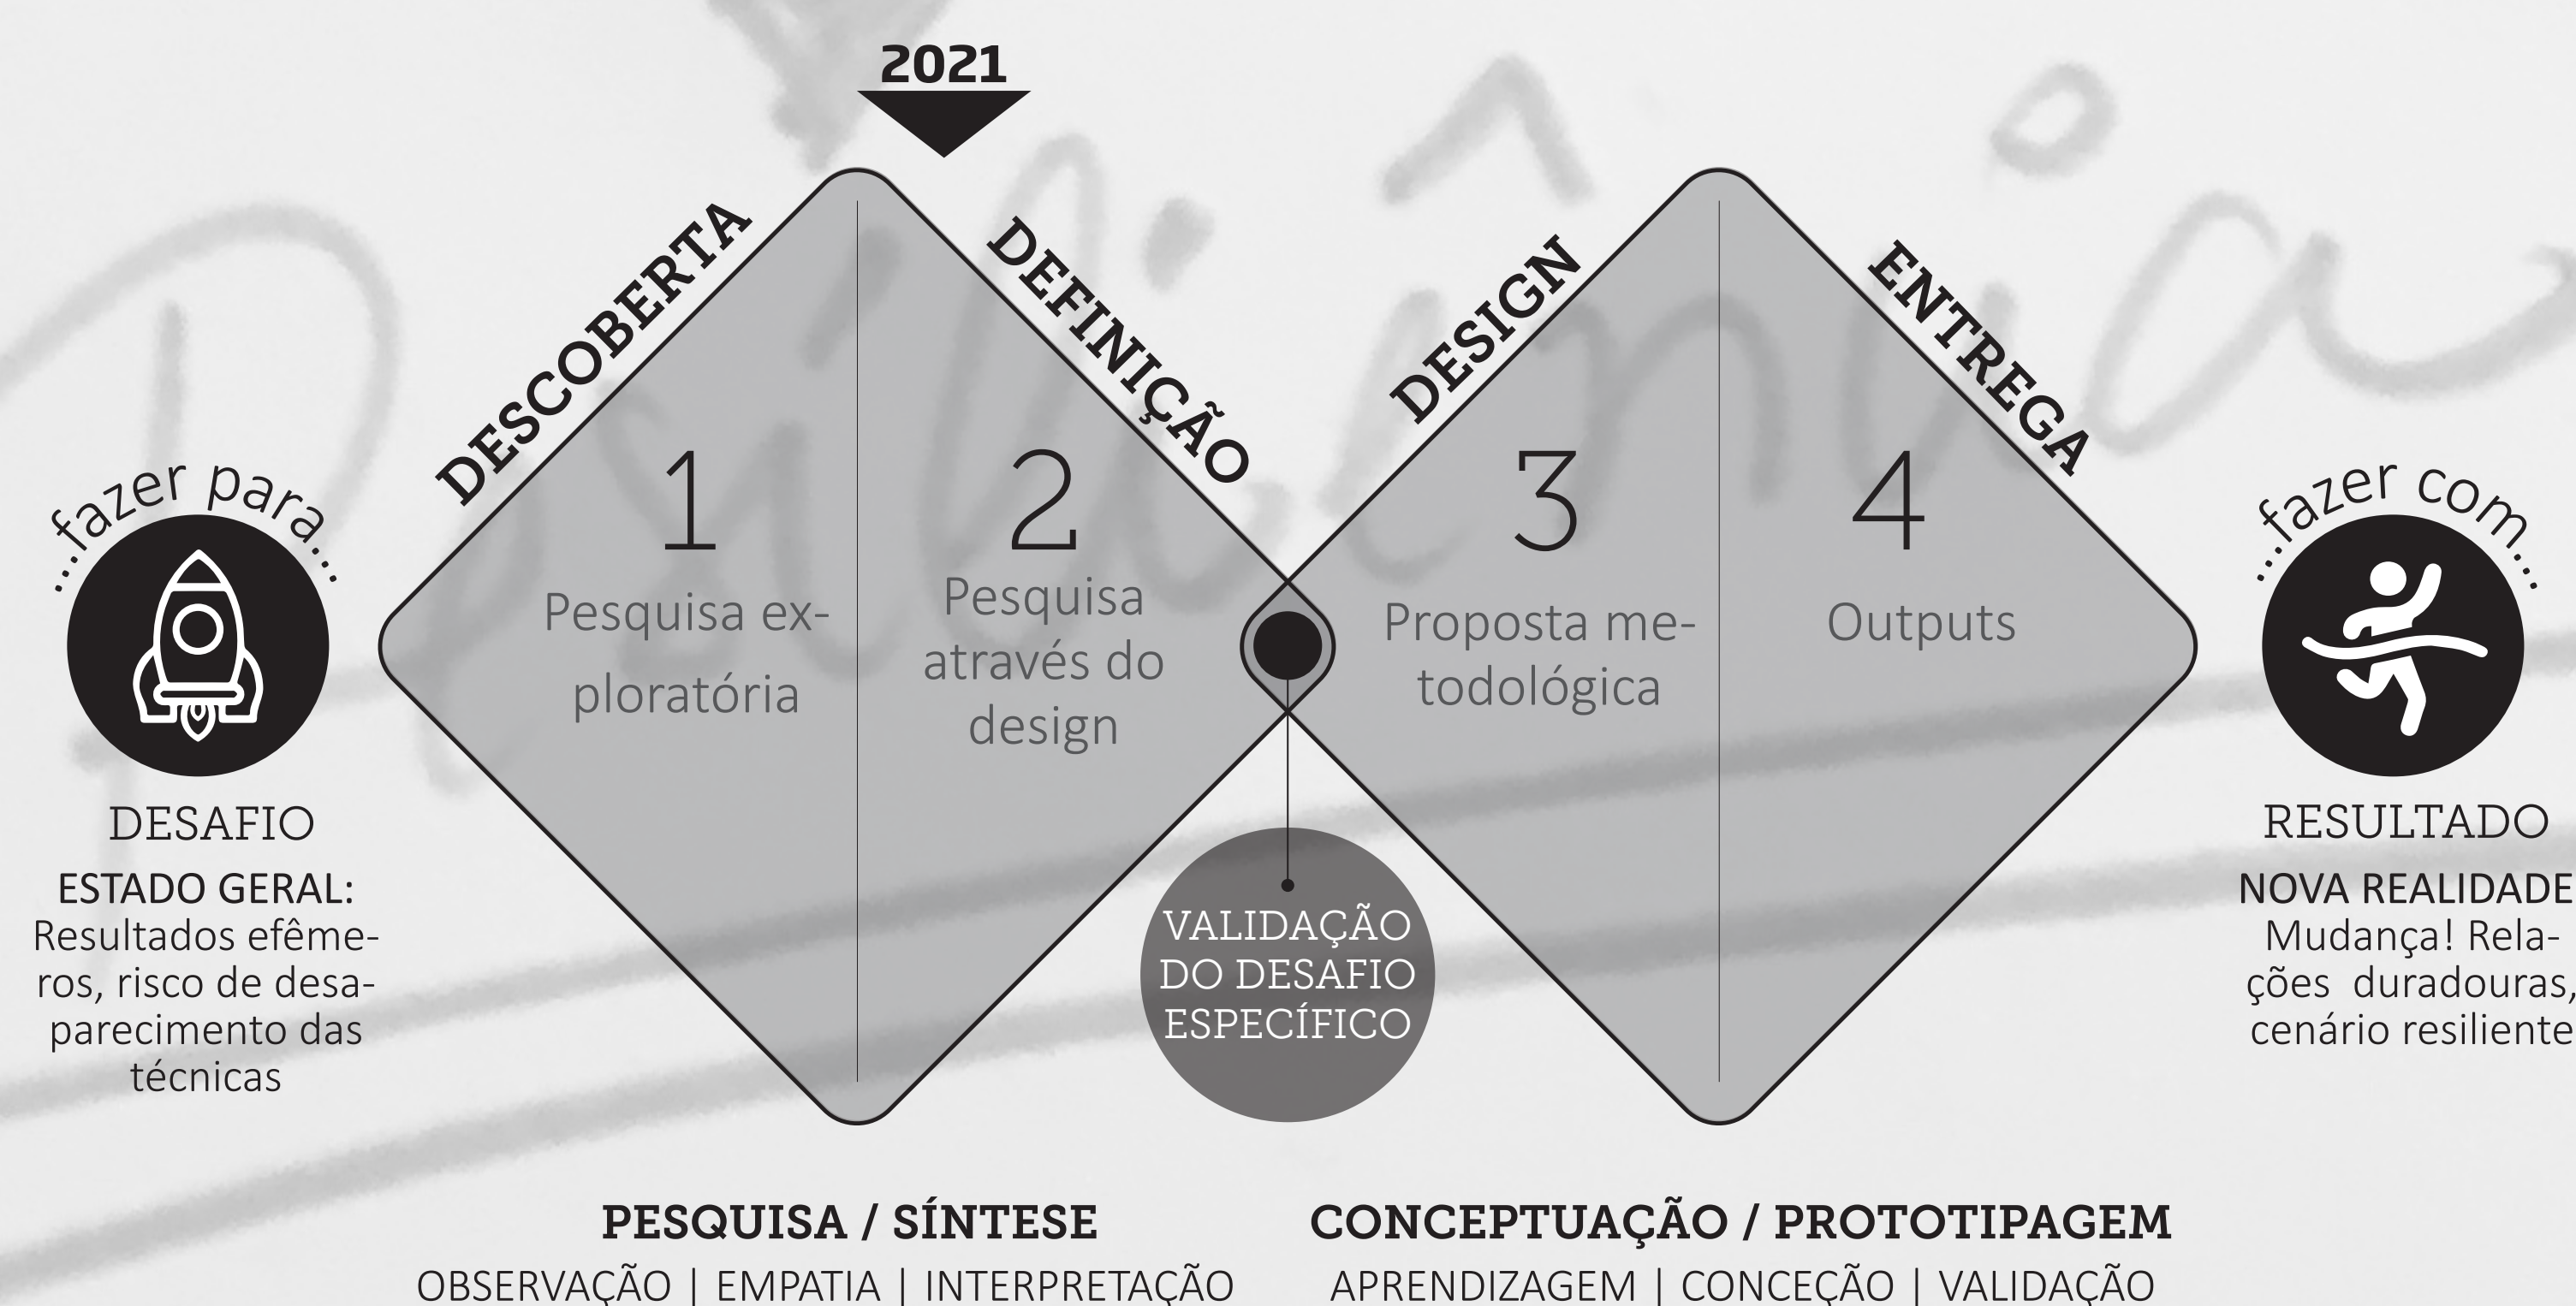 2021
DESCOBERTA
DEFINIÇÃO
DESIGN
ENTREGA
...fazer para...
DESAFIO
ESTADO GERAL:
Resultados efême-
ros, risco de desa-
parecimento das
técnicas
1
Pesquisa ex-
ploratória
2
Pesquisa
através do
design
3
Proposta me-
todológica
4
Outputs
VALIDAÇÃO
DO DESAFIO
ESPECÍFICO
...fazer com...
RESULTADO
NOVA REALIDADE
Mudança! Rela-
ções duradouras,
cenário resiliente
PESQUISA / SÍNTESE
OBSERVAÇÃO | EMPATIA | INTERPRETAÇÃO
CONCEPTUAÇÃO / PROTOTIPAGEM
APRENDIZAGEM | CONCEÇÃO | VALIDAÇÃO